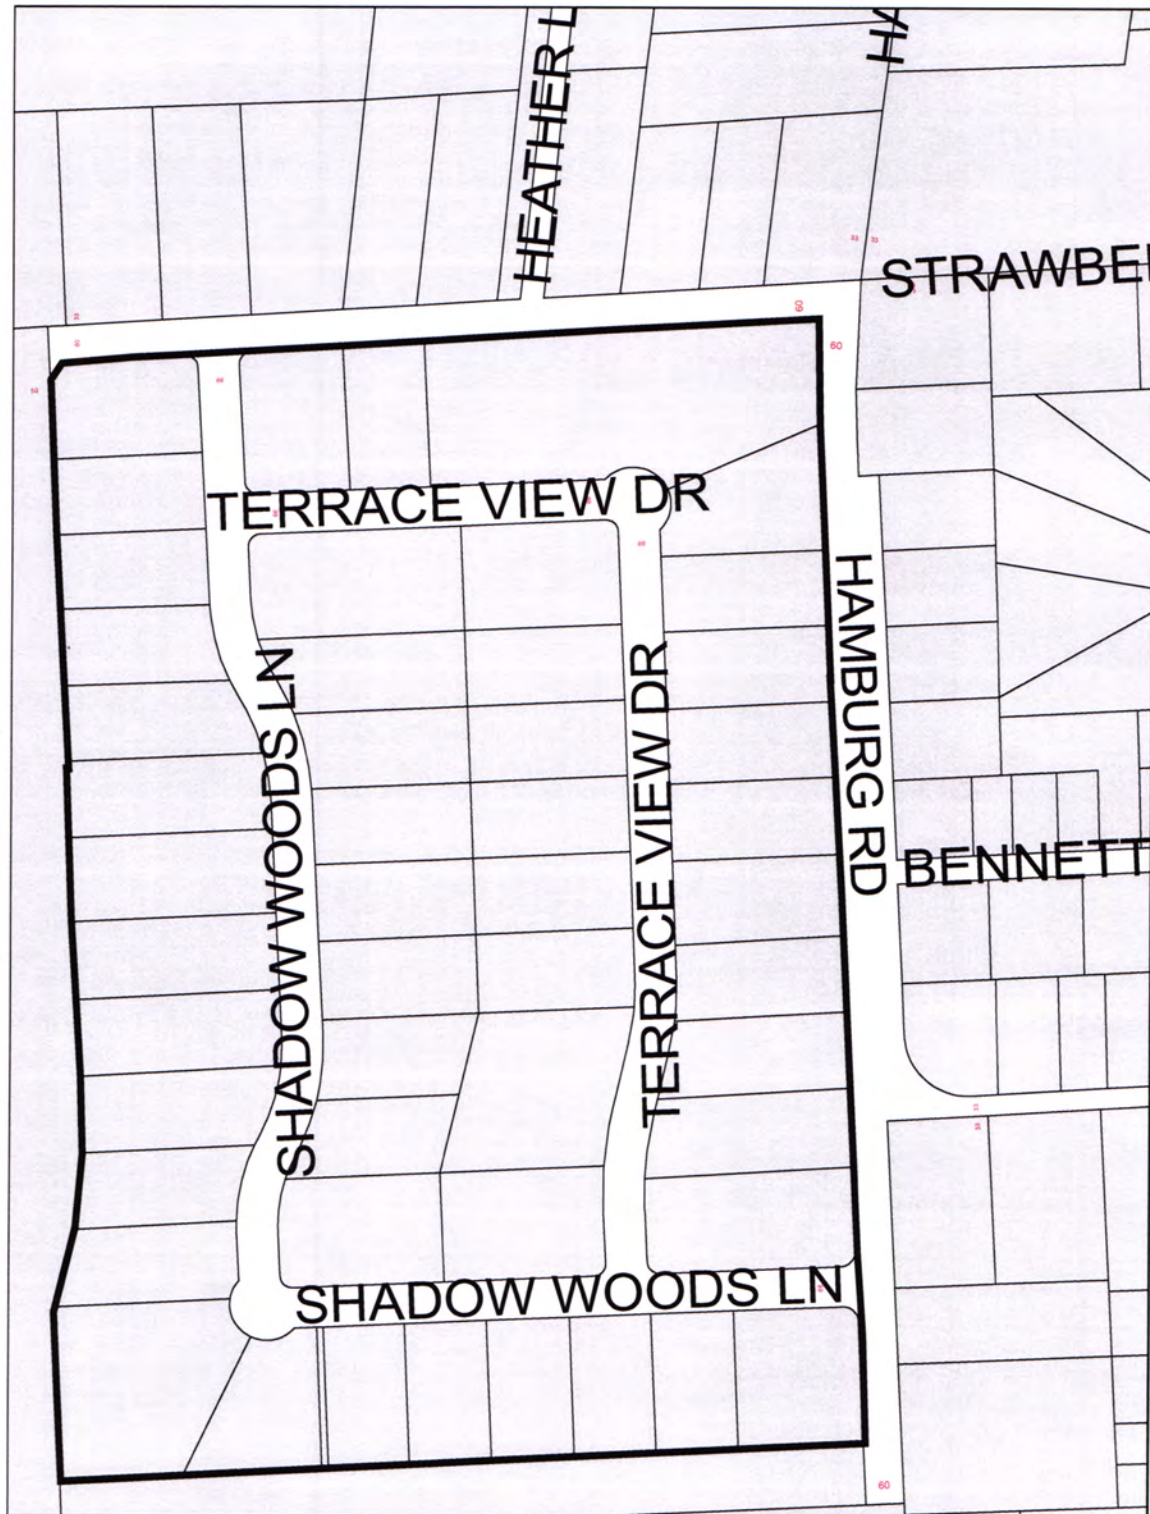 HEATHER L
HA
STRAWBE
60
60
TERRACE VIEW DR
HAMBURG RD
SHADOW WOODS LN
TERRACE VIEW DR
BENNETT
SHADOW WOODS LN
60